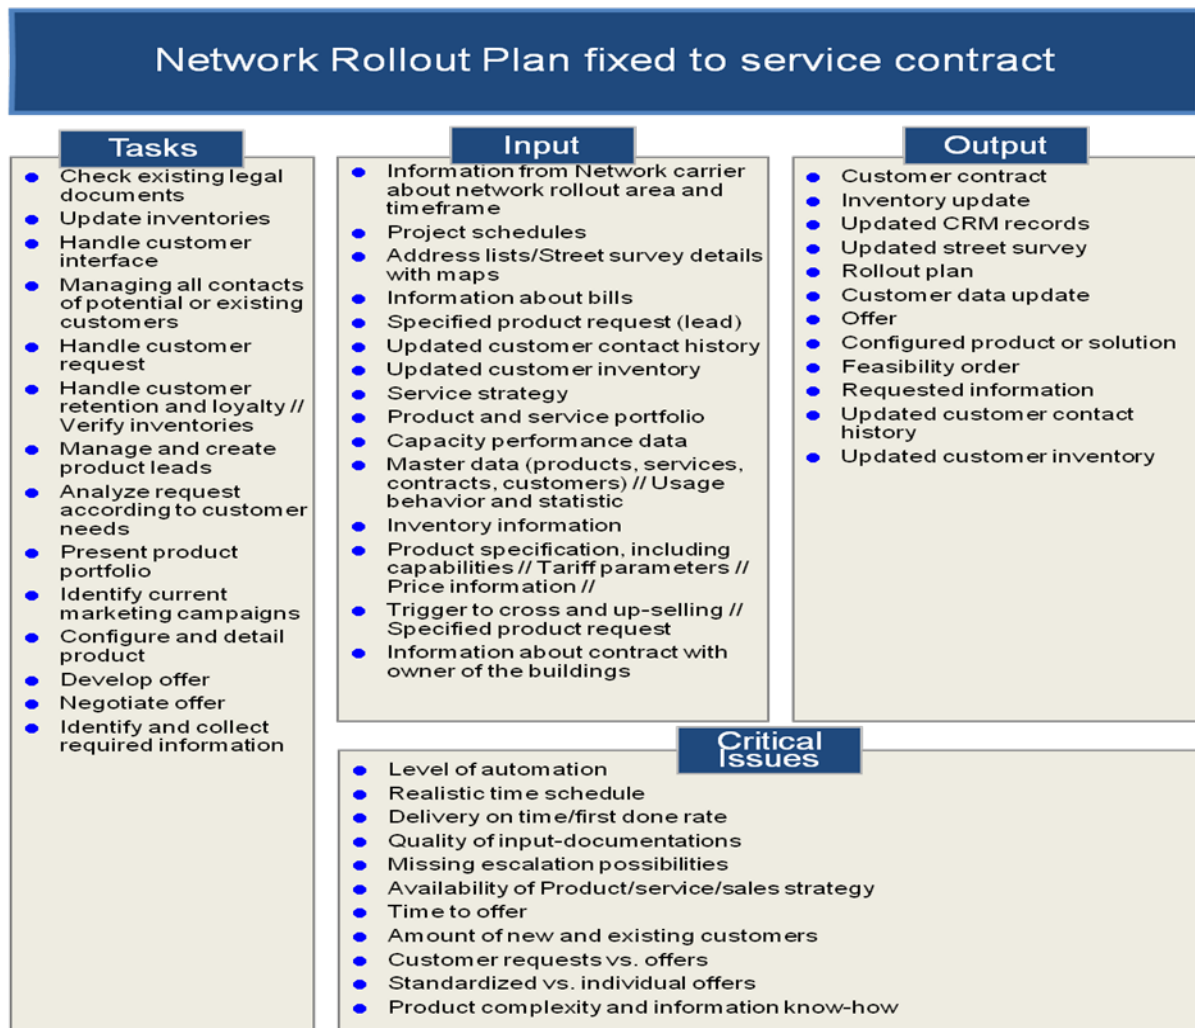 Network Rollout Plan fixed to service contract
Tasks
Check existing legal
documents
Update inventories
Handle customer
interface
Managing all contacts
of potential or existing
customers
Handle customer
request
Handle customer
retention and loyalty //
Verify inventories
Manage and create
product leads
Analyze request
according to customer
needs
Present product
portfolio
Identify current
marketing campaigns
Configure and detail
product
Develop offer
Negotiate offer
Identify and collect
required information
Input
Information from Network carrier
about network rollout area and
timeframe
Project schedules
Address lists/Street survey details
with maps
Information about bills
Specified product request (lead)
Updated customer contact history
Updated customer inventory
Service strategy
Product and service portfolio
Capacity performance data
Master data (products, services,
contracts, customers) // Usage
behavior and statistic
Inventory information
Product specification, including
capabilities // Tariff parameters //
Price information //
Trigger to cross and up-selling //
Specified product request
Information about contract with
owner of the buildings
Output
Customer contract
Inventory update
Updated CRM records
Updated street survey
Rollout plan
Customer data update
Offer
Configured product or solution
Feasibility order
Requested information
Updated customer contact
history
Updated customer inventory
Critical
Issues
Level of automation
Realistic time schedule
Delivery on time/first done rate
Quality of input-documentations
Missing escalation possibilities
Availability of Product/service/sales strategy
Time to offer
Amount of new and existing customers
Customer requests vs. offers
Standardized vs. individual offers
Product complexity and information know-how